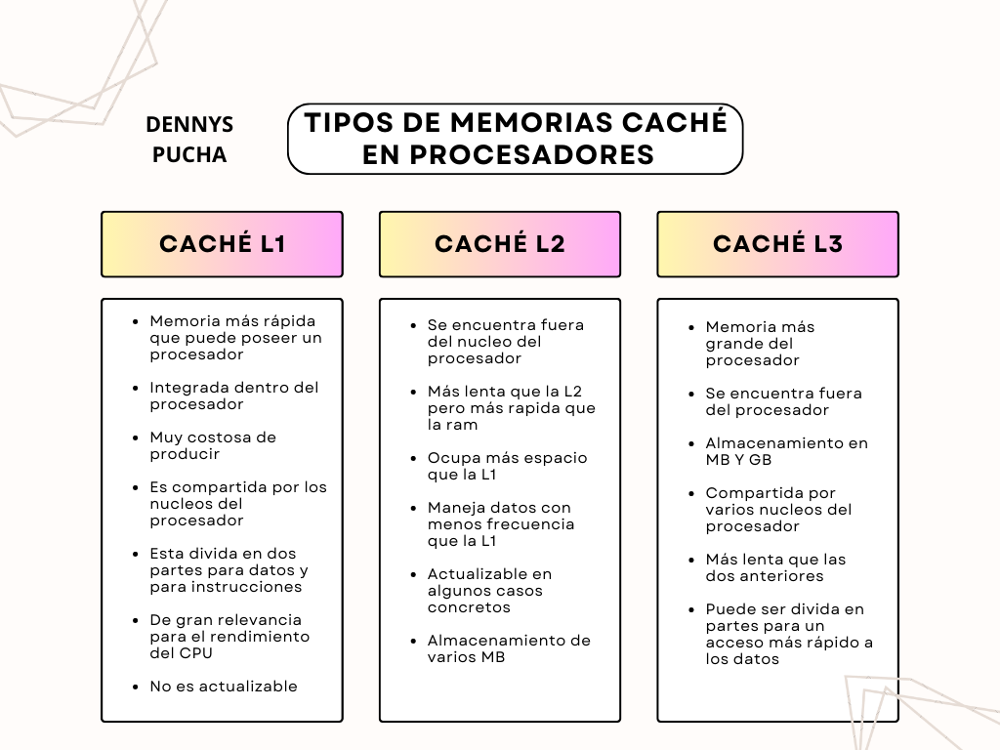 DENNYS
PUCHA
TIPOS DE MEMORIAS CACHÉ
EN PROCESADORES
CACHÉ L1
• Memoria más rápida
que puede poseer un
procesador
• Integrada dentro del
procesador
• Muy costosa de
producir
• Es compartida por los
nucleos del
procesador
• Esta divida en dos
partes para datos y
para instrucciones
• De gran relevancia
para el rendimiento
del CPU
• No es actualizable
CACHÉ L2
• Se encuentra fuera
del nucleo del
procesador
• Más lenta que la L2
pero más rapida que
la ram
• Ocupa más espacio
que la L1
• Maneja datos con
menos frecuencia
que la L1
• Actualizable en
algunos casos
concretos
• Almacenamiento de
varios MB
CACHÉ L3
• Memoria más
grande del
procesador
• Se encuentra fuera
del procesador
• Almacenamiento en
MB Y GB
• Compartida por
varios nucleos del
procesador
• Más lenta que las
dos anteriores
• Puede ser divida en
partes para un
acceso más rápido a
los datos